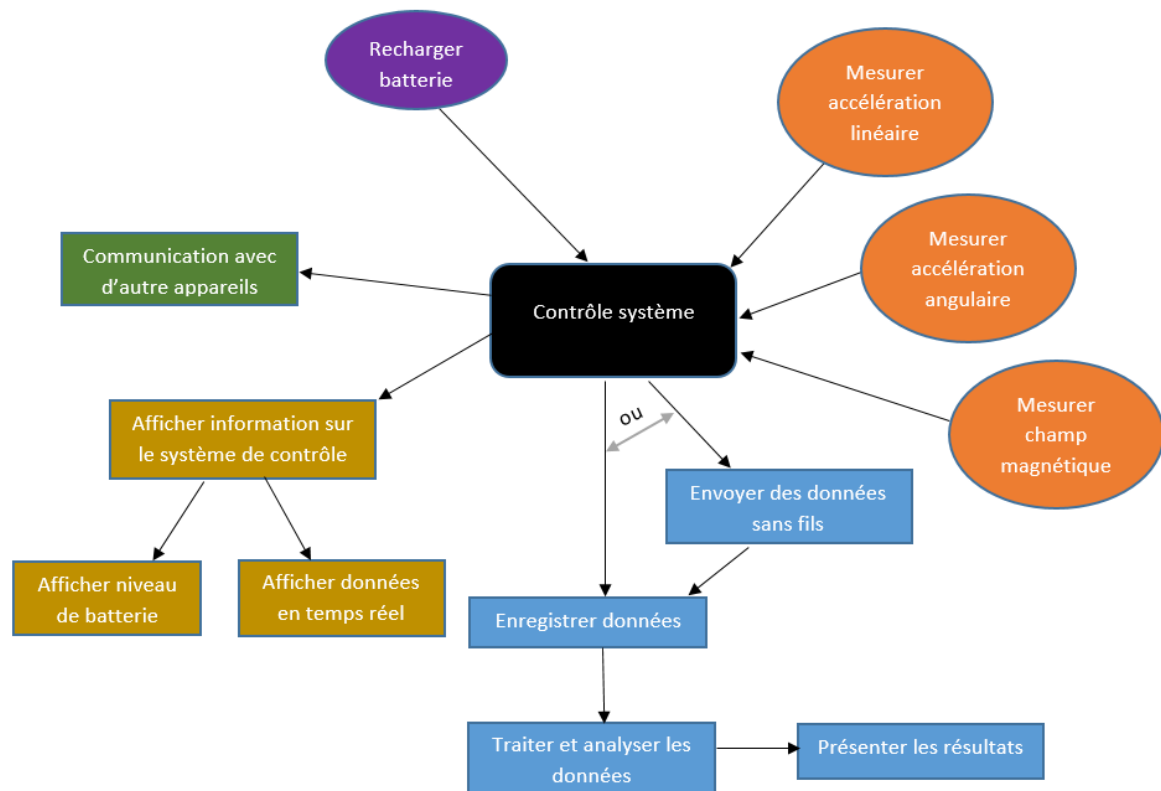 Recharger
batterie
Mesurer
accélération
linéaire
Communication avec
d'autre appareils
Mesurer
accélération
angulaire
Contrôle système
Afficher information sur
le système de contrôle
ou
Mesurer
champ
magnétique
Envoyer des données
sans fils
Afficher niveau
de batterie
Afficher données
en temps réel
Enregistrer données
Traiter et analyser les
données
Présenter les résultats